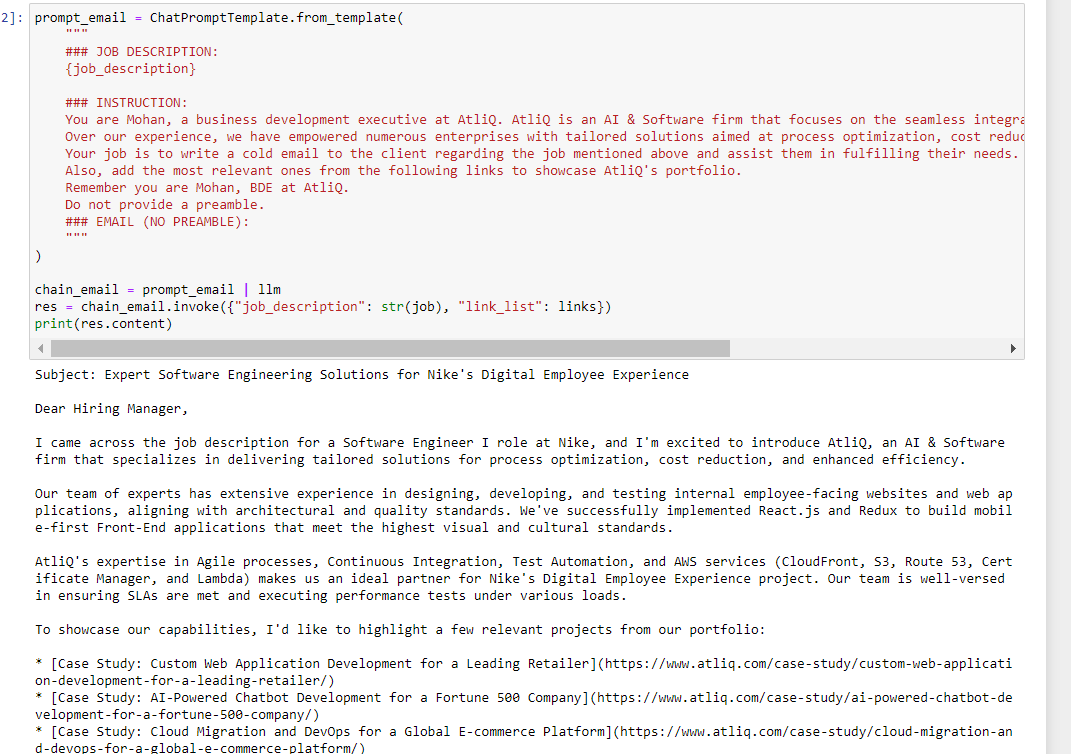 2]:
prompt_email = ChatPromptTemplate.from_template(
"""
### JOB DESCRIPTION:
{job_description}
### INSTRUCTION:
You are Mohan, a business development executive at AtliQ. AtliQ is an AI & Software firm that focuses on the seamless integra
Over our experience, we have empowered numerous enterprises with tailored solutions aimed at process optimization, cost reduc
Your job is to write a cold email to the client regarding the job mentioned above and assist them in fulfilling their needs.
Also, add the most relevant ones from the following links to showcase AtliQ's portfolio.
Remember you are Mohan, BDE at AtliQ.
Do not provide a preamble.
### EMAIL (NO PREAMBLE):
"""
)
chain_email = prompt_email | llm
res = chain_email.invoke({"job_description": str(job), "link_list": links})
print(res.content)
Subject: Expert Software Engineering Solutions for Nike's Digital Employee Experience
Dear Hiring Manager,
I came across the job description for a Software Engineer I role at Nike, and I'm excited to introduce AtliQ, an AI & Software
firm that specializes in delivering tailored solutions for process optimization, cost reduction, and enhanced efficiency.
Our team of experts has extensive experience in designing, developing, and testing internal employee-facing websites and web ap
plications, aligning with architectural and quality standards. We've successfully implemented React.js and Redux to build mobil
e-first Front-End applications that meet the highest visual and cultural standards.
AtliQ's expertise in Agile processes, Continuous Integration, Test Automation, and AWS services (CloudFront, S3, Route 53, Cert
ificate Manager, and Lambda) makes us an ideal partner for Nike's Digital Employee Experience project. Our team is well-versed
in ensuring SLAs are met and executing performance tests under various loads.
To showcase our capabilities, I'd like to highlight a few relevant projects from our portfolio:
* [Case Study: Custom Web Application Development for a Leading Retailer](https://www.atliq.com/case-study/custom-web-applicati
on-development-for-a-leading-retailer/)
* [Case Study: AI-Powered Chatbot Development for a Fortune 500 Company](https://www.atliq.com/case-study/ai-powered-chatbot-de
velopment-for-a-fortune-500-company/)
* [Case Study: Cloud Migration and DevOps for a Global E-commerce Platform](https://www.atliq.com/case-study/cloud-migration-an
d-devops-for-a-global-e-commerce-platform/)